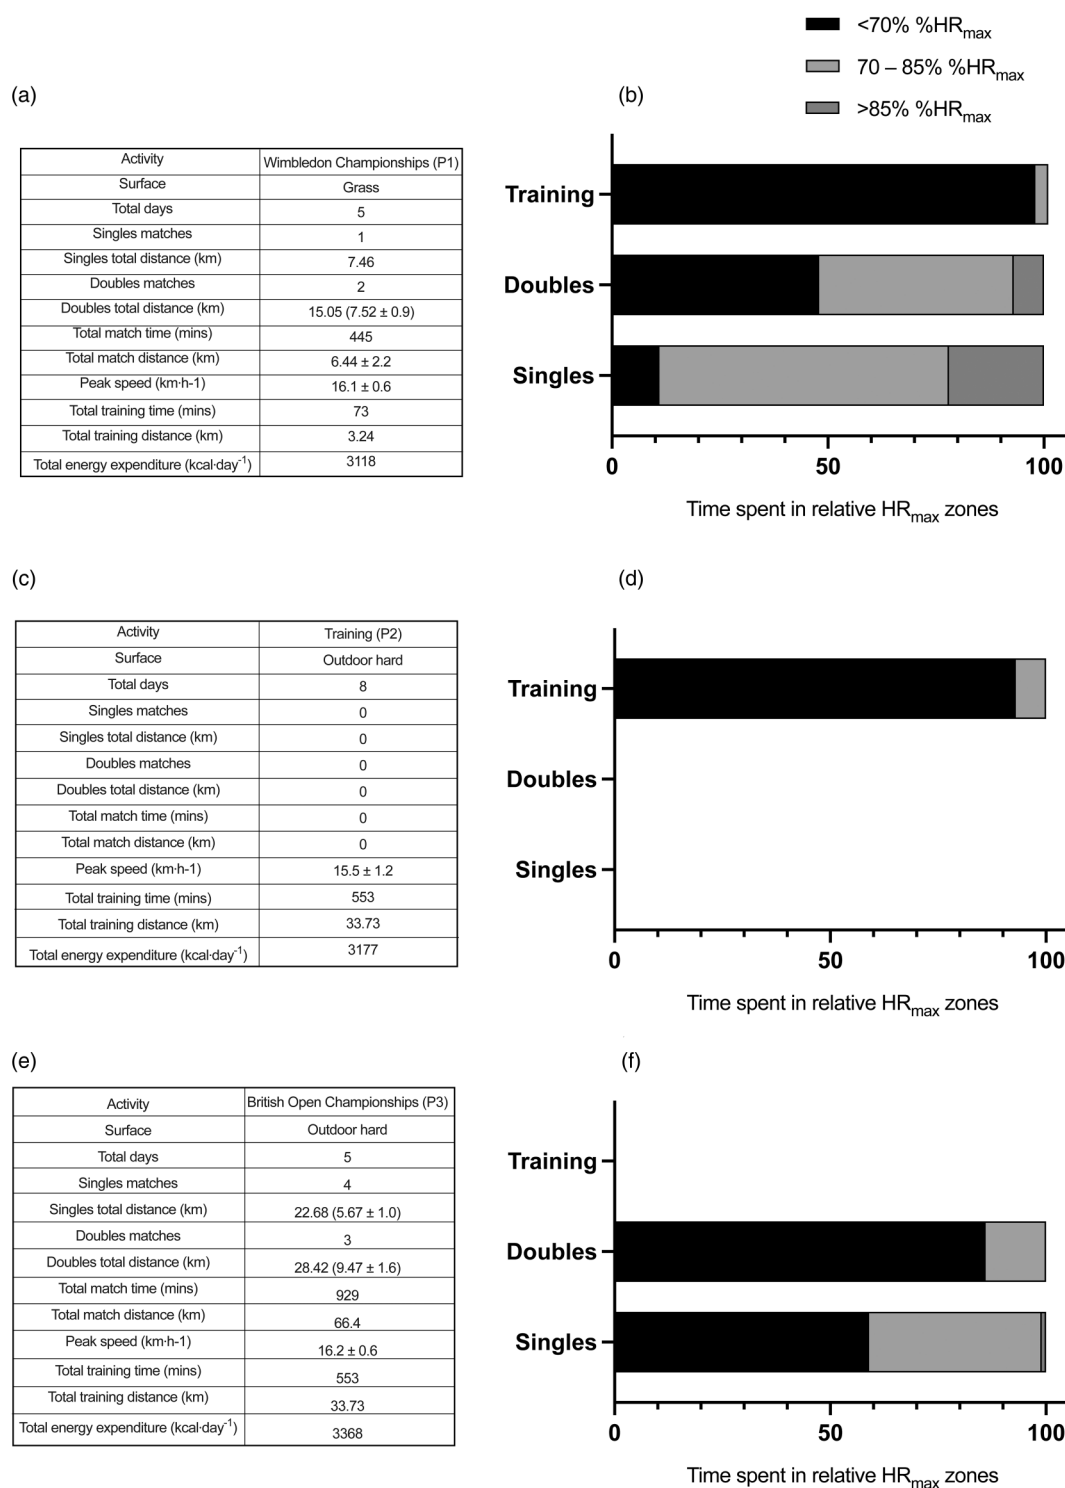 <70% %HRmax
70 – 85% %HRmax
>85% %HRmax
(a)
Activity Wimbledon Championships (P1)
Surface Grass
Total days 5
Singles matches 1
Singles total distance (km) 7.46
Doubles matches 2
Doubles total distance (km) 15.05 (7.52 ± 0.9)
Total match time (mins) 445
Total match distance (km) 6.44 ± 2.2
Peak speed (km·h-1) 16.1 ± 0.6
Total training time (mins) 73
Total training distance (km) 3.24
Total energy expenditure (kcal·day-1) 3118
(b)
Training
Doubles
Singles
0 50 100
Time spent in relative HRmax zones
(c)
Activity Training (P2)
Surface Outdoor hard
Total days 8
Singles matches 0
Singles total distance (km) 0
Doubles matches 0
Doubles total distance (km) 0
Total match time (mins) 0
Total match distance (km) 0
Peak speed (km·h-1) 15.5 ± 1.2
Total training time (mins) 553
Total training distance (km) 33.73
Total energy expenditure (kcal·day-1) 3177
(d)
Training
Doubles
Singles
0 50 100
Time spent in relative HRmax zones
(e)
Activity British Open Championships (P3)
Surface Outdoor hard
Total days 5
Singles matches 4
Singles total distance (km) 22.68 (5.67 ± 1.0)
Doubles matches 3
Doubles total distance (km) 28.42 (9.47 ± 1.6)
Total match time (mins) 929
Total match distance (km) 66.4
Peak speed (km·h-1) 16.2 ± 0.6
Total training time (mins) 553
Total training distance (km) 33.73
Total energy expenditure (kcal·day-1) 3368
(f)
Training
Doubles
Singles
0 50 100
Time spent in relative HRmax zones